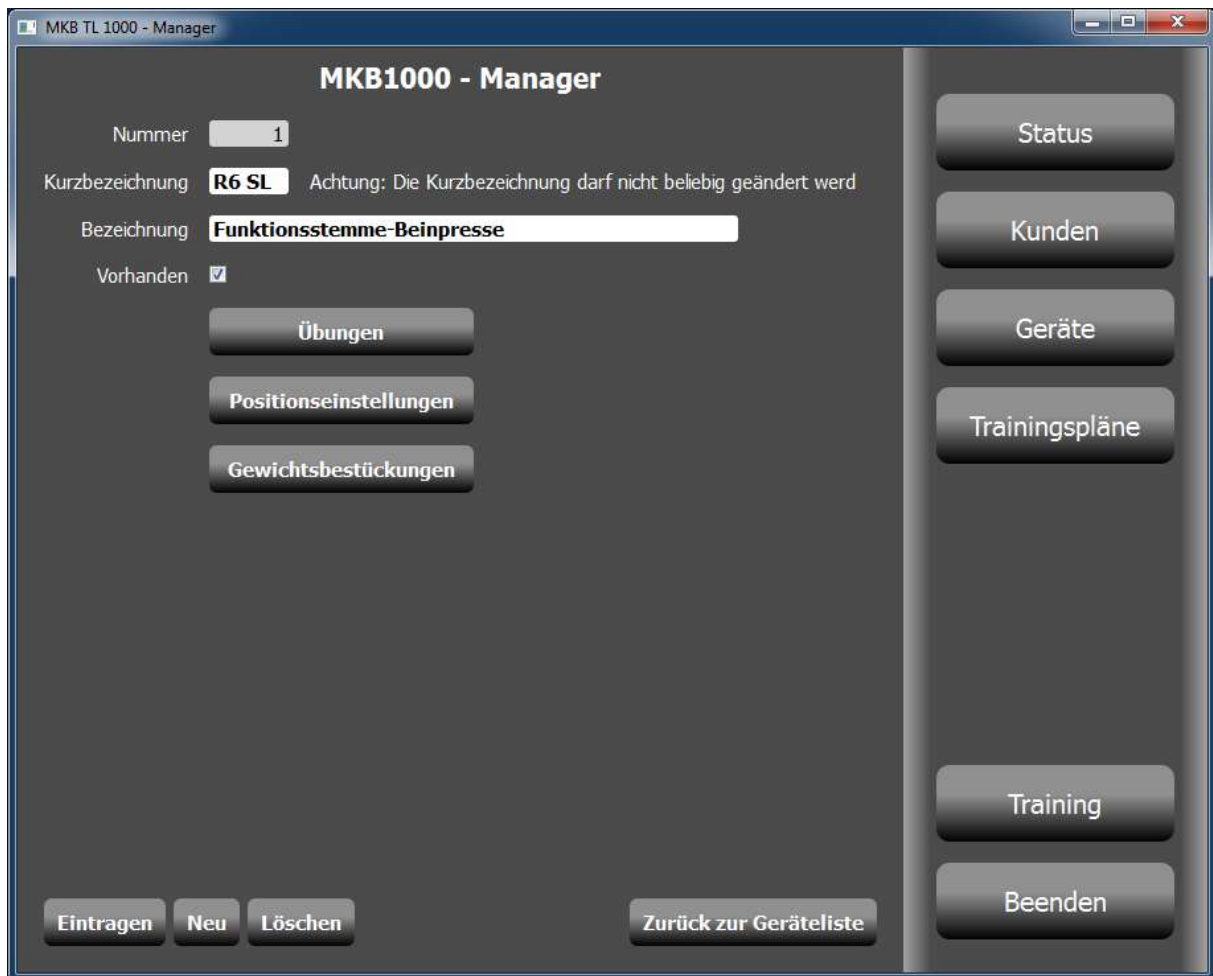 MKB TL 1000 - Manager
MKB1000 - Manager
Nummer 1
Kurzbezeichnung R6 SL Achtung: Die Kurzbezeichnung darf nicht beliebig geändert werd
Bezeichnung Funktionsstemme-Beinpresse
Vorhanden
Übungen
Positionseinstellungen
Gewichtsbestückungen
Eintragen Neu Löschen Zurück zur Geräteliste
Status
Kunden
Geräte
Trainingspläne
Training
Beenden